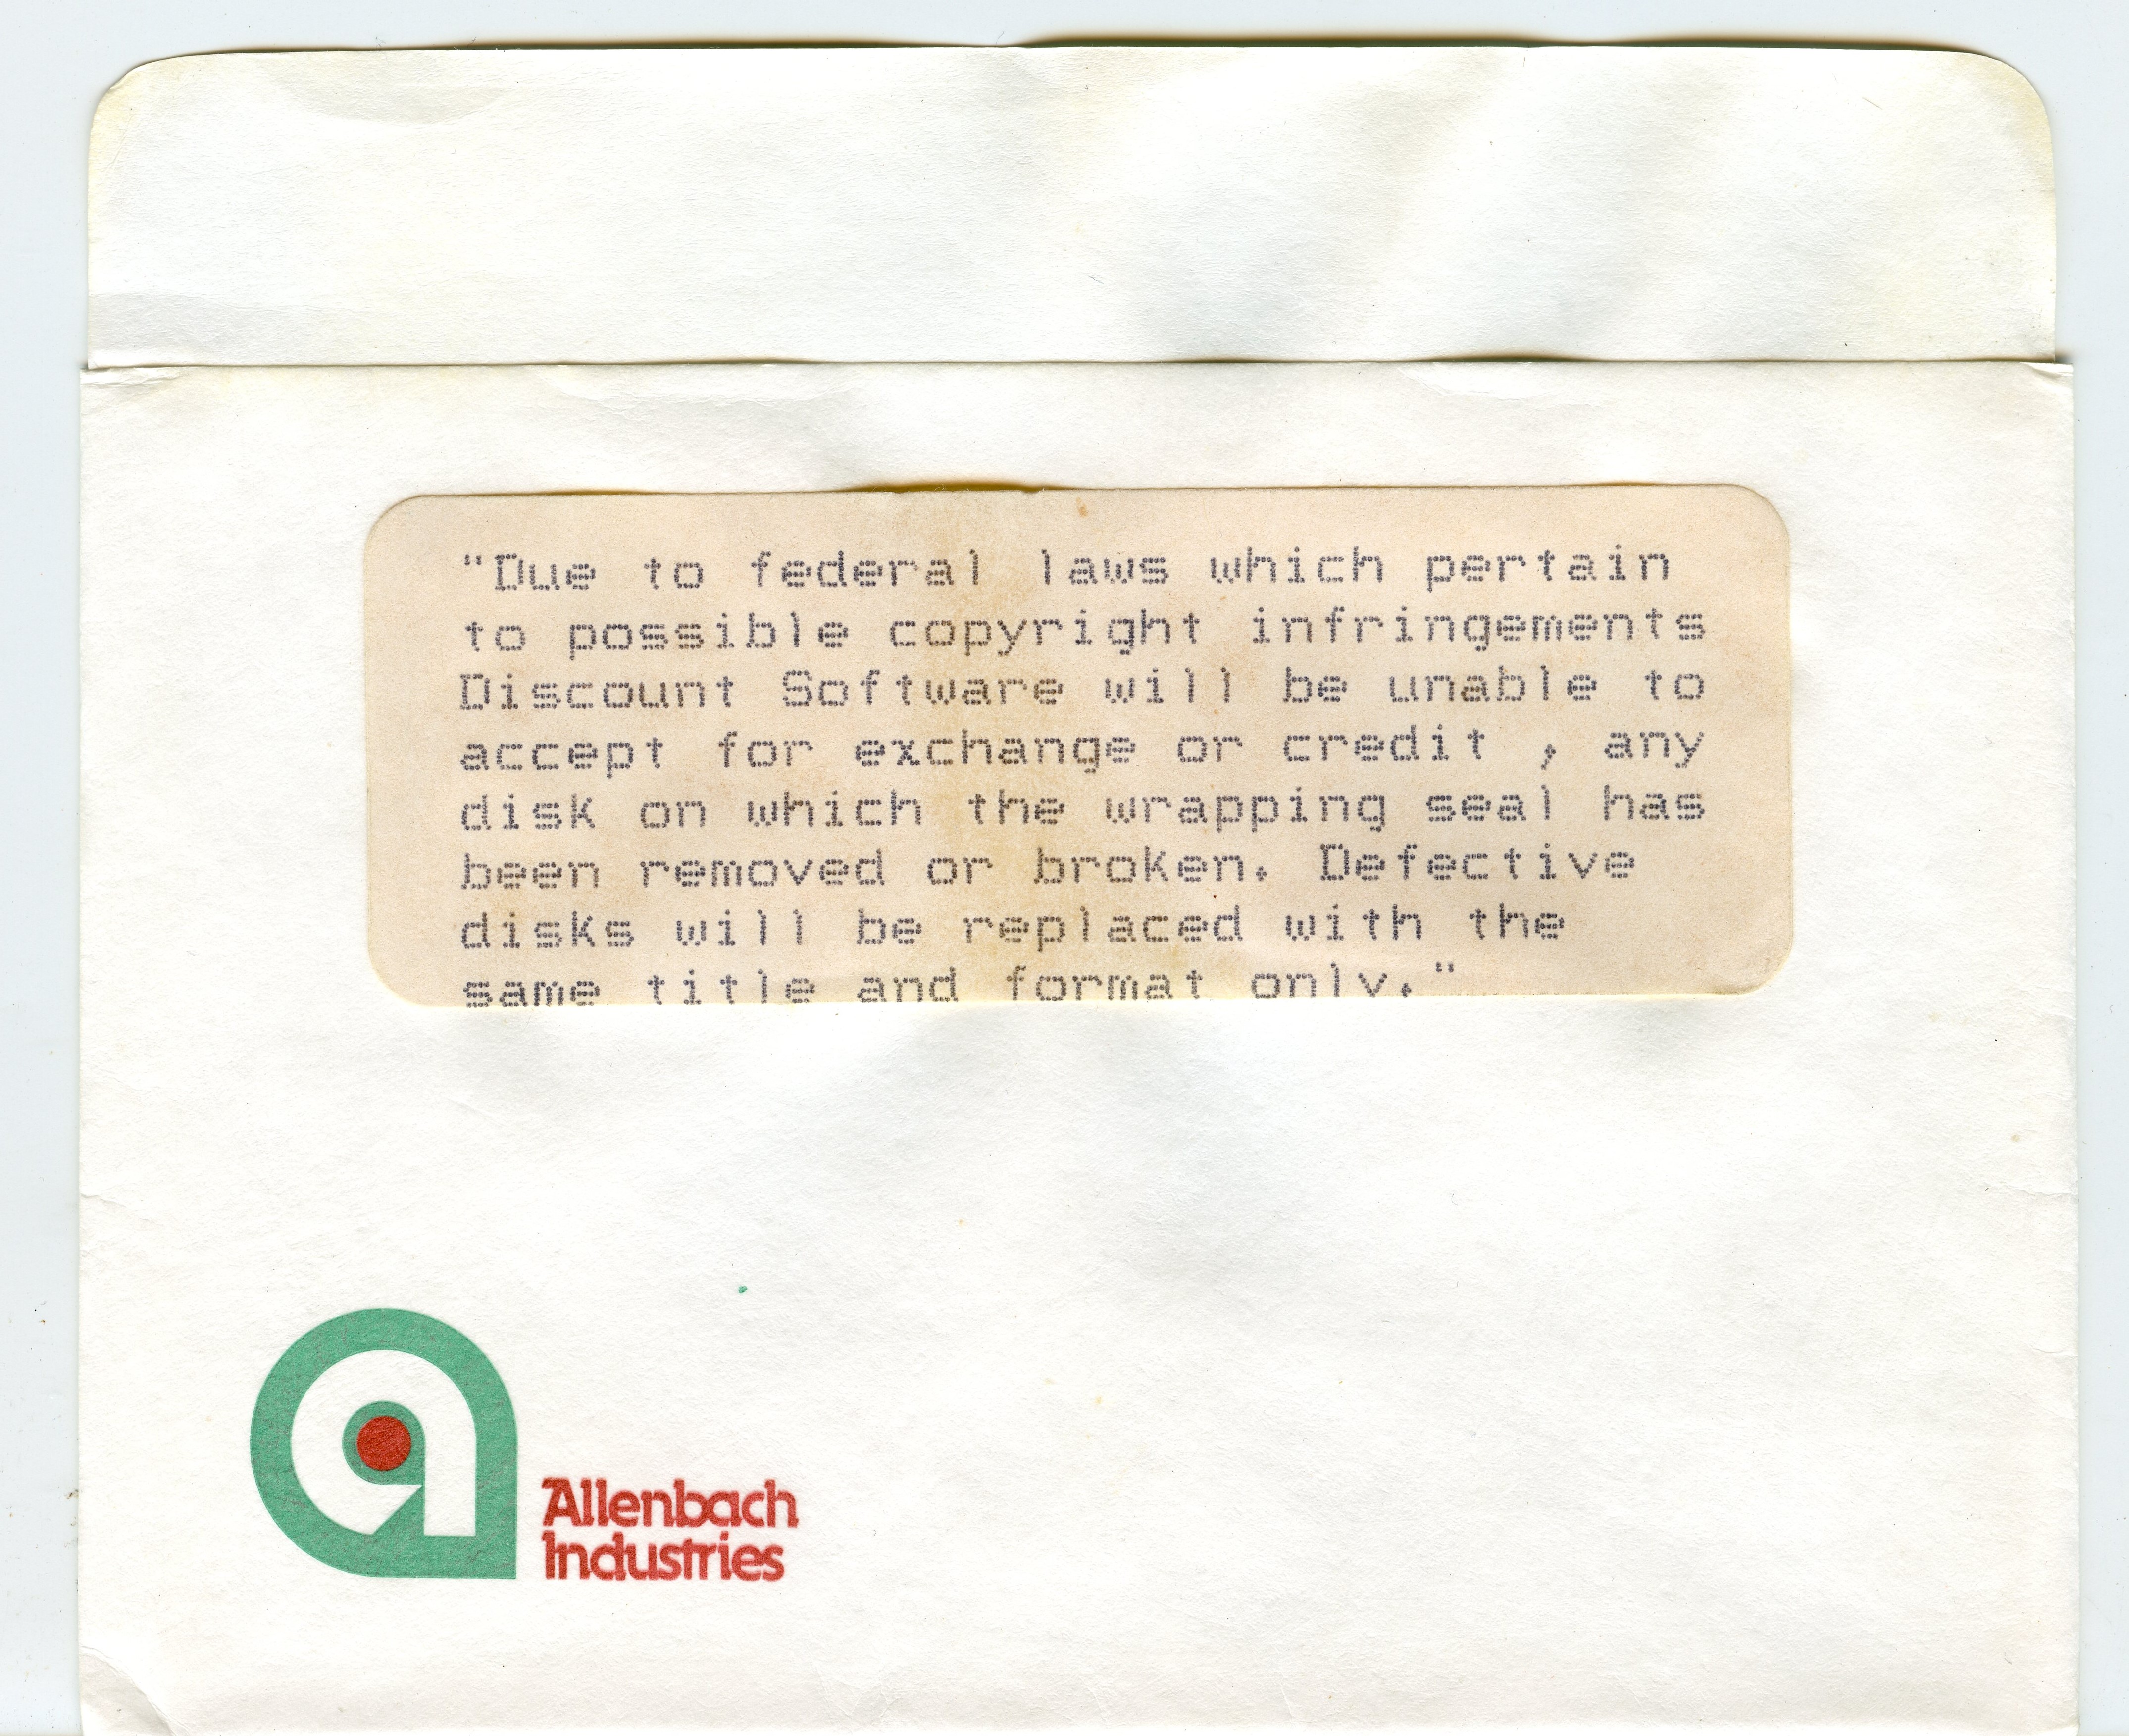 "Due to federal laws which pertain
to possible copyright infringements
Discount Software will be unable to
accept for exchange or credit , any
disk on which the wrapping seal has
been removed or broken. Defective
disks will be replaced with the
same title and format only."
Allenbach
Industries